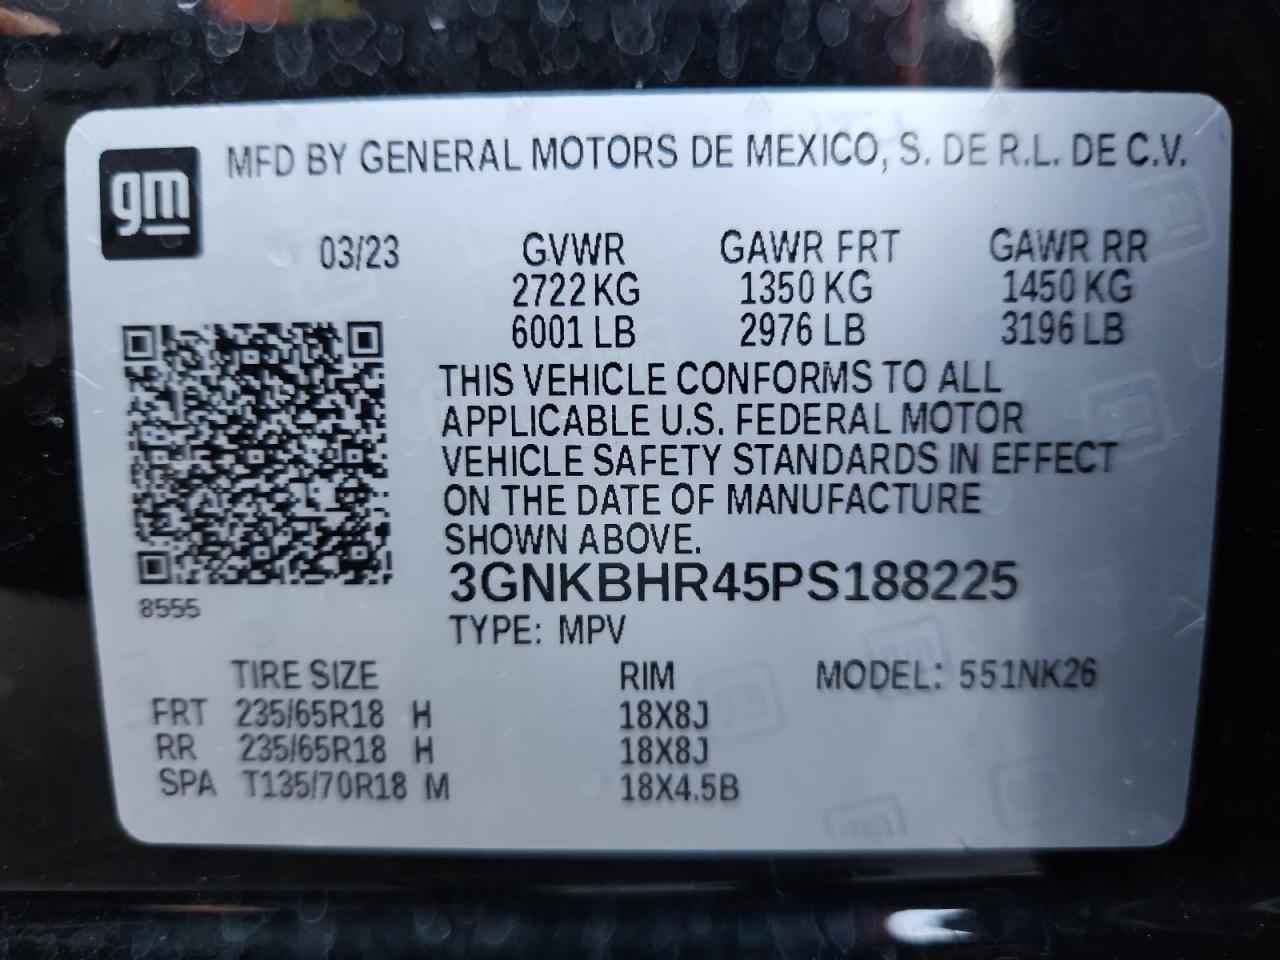 gm
MFD BY GENERAL MOTORS DE MEXICO, S. DE R.L. DE C.V.
03/23 GVWR GAWR FRT GAWR RR
2722 KG 1350 KG 1450 KG
6001 LB 2976 LB 3196 LB
THIS VEHICLE CONFORMS TO ALL
APPLICABLE U.S. FEDERAL MOTOR
VEHICLE SAFETY STANDARDS IN EFFECT
ON THE DATE OF MANUFACTURE
SHOWN ABOVE.
3GNKBHR45PS188225
8555
TYPE: MPV
TIRE SIZE RIM MODEL: 551NK26
FRT 235/65R18 H 18X8J
RR 235/65R18 H 18X8J
SPA T135/70R18 M 18X4.5B